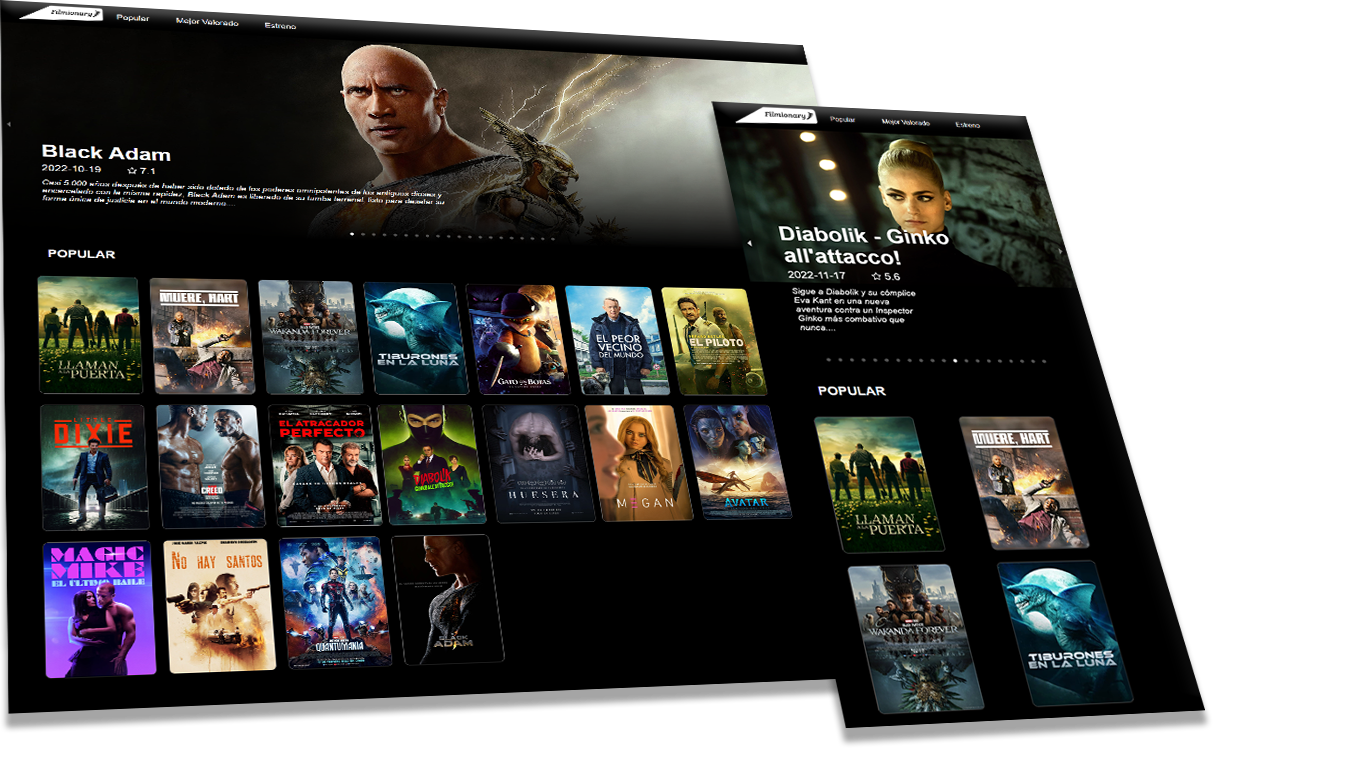 Filmionary
Popular
Mejor Valorado
Estreno
Black Adam
2022-10-19
7.1
Casi 5.000 años después de haber sido dotado de los poderes omnipotentes de los antiguos dioses y
encarcelado con la misma rapidez, Black Adam es liberado de su tumba terrenal, listo para desatar su
forma única de justicia en el mundo moderno....
POPULAR
LLAMAN
A LA
PUERTA
MUERE, HART
WAKANDA FOREVER
TIBURONES
EN LA LUNA
GATO CON BOTAS
EL PEOR
VECINO
DEL MUNDO
EL PILOTO
LITTLE
DIXIE
CREED
EL ATRACADOR
PERFECTO
DIABOLIK
HUESERA
M3GAN
AVATAR
MAGIC
MIKE
EL ÚLTIMO BAILE
NO HAY SANTOS
QUANTUMANIA
BLACK
ADAM
Filmionary
Popular
Mejor Valorado
Estreno
Diabolik - Ginko
all'attacco!
2022-11-17
5.6
Sigue a Diabolik y su cómplice
Eva Kant en una nueva
aventura contra un Inspector
Ginko más combativo que
nunca....
POPULAR
LLAMAN
A LA
PUERTA
MUERE, HART
WAKANDA FOREVER
TIBURONES
EN LA LUNA